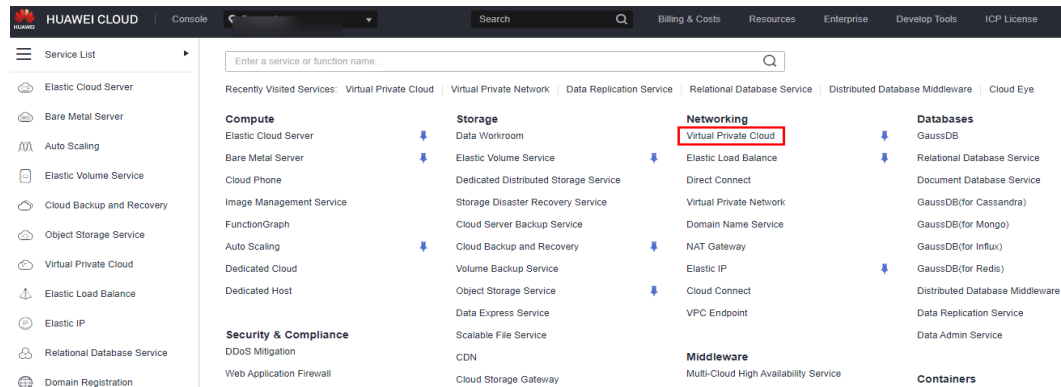 HUAWEI
HUAWEI CLOUD
Console
Search
Billing & Costs
Resources
Enterprise
Develop Tools
ICP License
Service List
Elastic Cloud Server
Bare Metal Server
Auto Scaling
Elastic Volume Service
Cloud Backup and Recovery
Object Storage Service
Virtual Private Cloud
Elastic Load Balance
Elastic IP
Relational Database Service
Domain Registration
Enter a service or function name.
Recently Visited Services: Virtual Private Cloud | Virtual Private Network | Data Replication Service | Relational Database Service | Distributed Database Middleware | Cloud Eye
Compute
Elastic Cloud Server
Bare Metal Server
Cloud Phone
Image Management Service
FunctionGraph
Auto Scaling
Dedicated Cloud
Dedicated Host
Security & Compliance
DDoS Mitigation
Web Application Firewall
Storage
Data Workroom
Elastic Volume Service
Dedicated Distributed Storage Service
Storage Disaster Recovery Service
Cloud Server Backup Service
Cloud Backup and Recovery
Volume Backup Service
Object Storage Service
Data Express Service
Scalable File Service
CDN
Cloud Storage Gateway
Networking
Virtual Private Cloud
Elastic Load Balance
Direct Connect
Virtual Private Network
Domain Name Service
NAT Gateway
Elastic IP
Cloud Connect
VPC Endpoint
Middleware
Multi-Cloud High Availability Service
Databases
GaussDB
Relational Database Service
Document Database Service
GaussDB(for Cassandra)
GaussDB(for Mongo)
GaussDB(for Influx)
GaussDB(for Redis)
Distributed Database Middleware
Data Replication Service
Data Admin Service
Containers